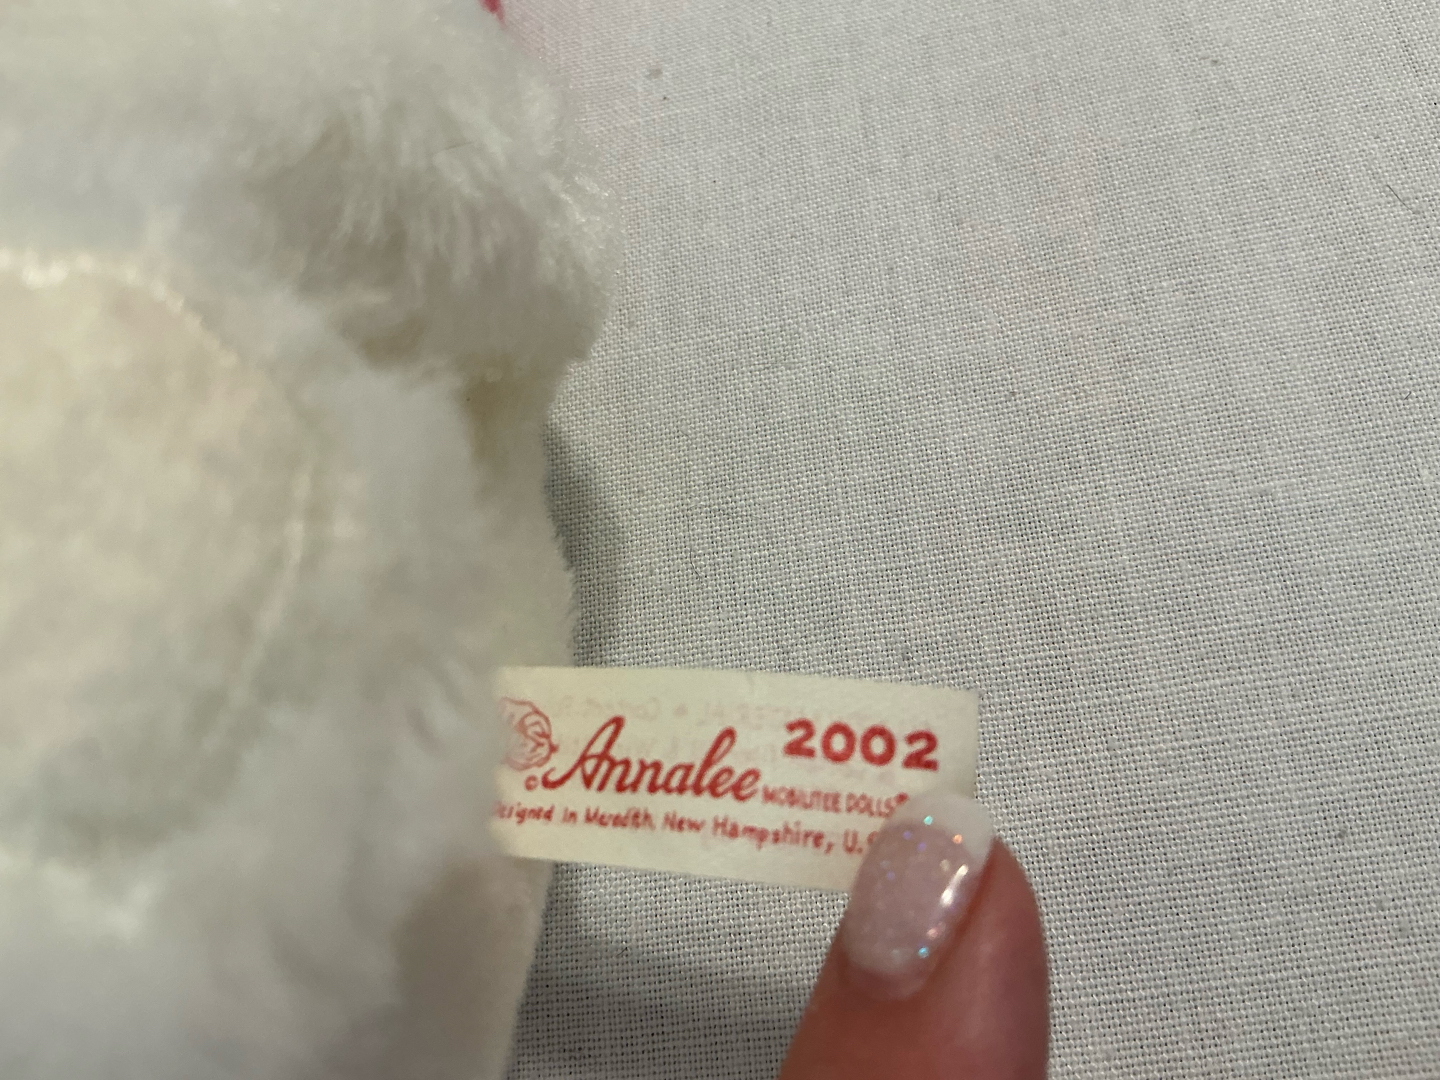 2002
© Annalee MOBILITEE DOLLS®
Designed in Meredith, New Hampshire, U.S